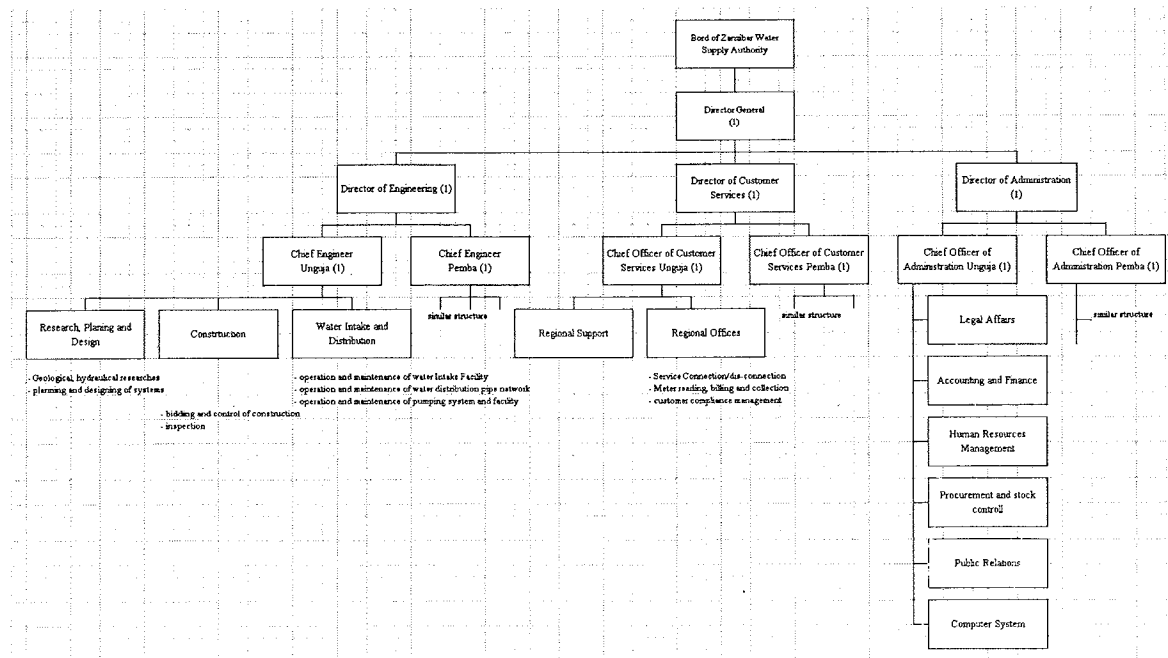 Bord of Zanzibar Water
Supply Authority
Director General
(1)
Director of Engineering (1)
Director of Customer
Services (1)
Director of Administration
(1)
Chief Engineer
Unguja (1)
Chief Engineer
Pemba (1)
Chief Officer of Customer
Services Unguja (1)
Chief Officer of Customer
Services Pemba (1)
Chief Officer of
Adminstration Unguja (1)
Chief Officer of
Administration Pemba (1)
similar structure
similar structure
similar structure
Research, Planing and
Design
Construction
Water Intake and
Distribution
Regional Support
Regional Offices
Legal Affairs
- Geological, hydraulical researches
- planning and designing of systems
- bidding and control of construction
- inspection
- operation and maintenance of water Intake Facility
- operation and maintenance of water distribution pipe network
- operation and maintenance of pumping system and facility
- Service Connection/dis-connection
- Meter reading, billing and collection
- customer compliance management
Accounting and Finance
Human Resources
Management
Procurement and stock
controll
Public Relations
Computer System